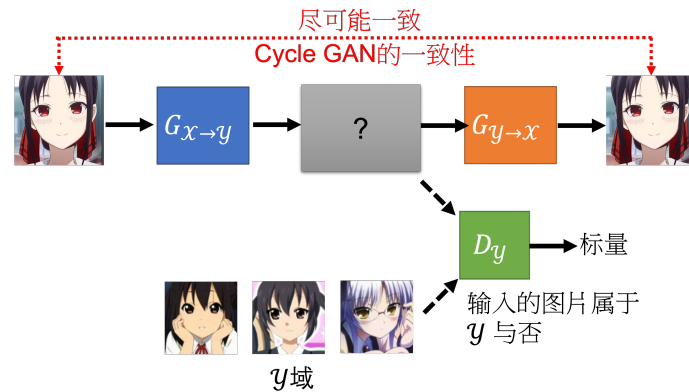 尽可能一致
Cycle GAN的一致性
G𝒳→𝒴
?
G𝒴→𝒳
D𝒴
标量
输入的图片属于
𝒴 与否
𝒴域